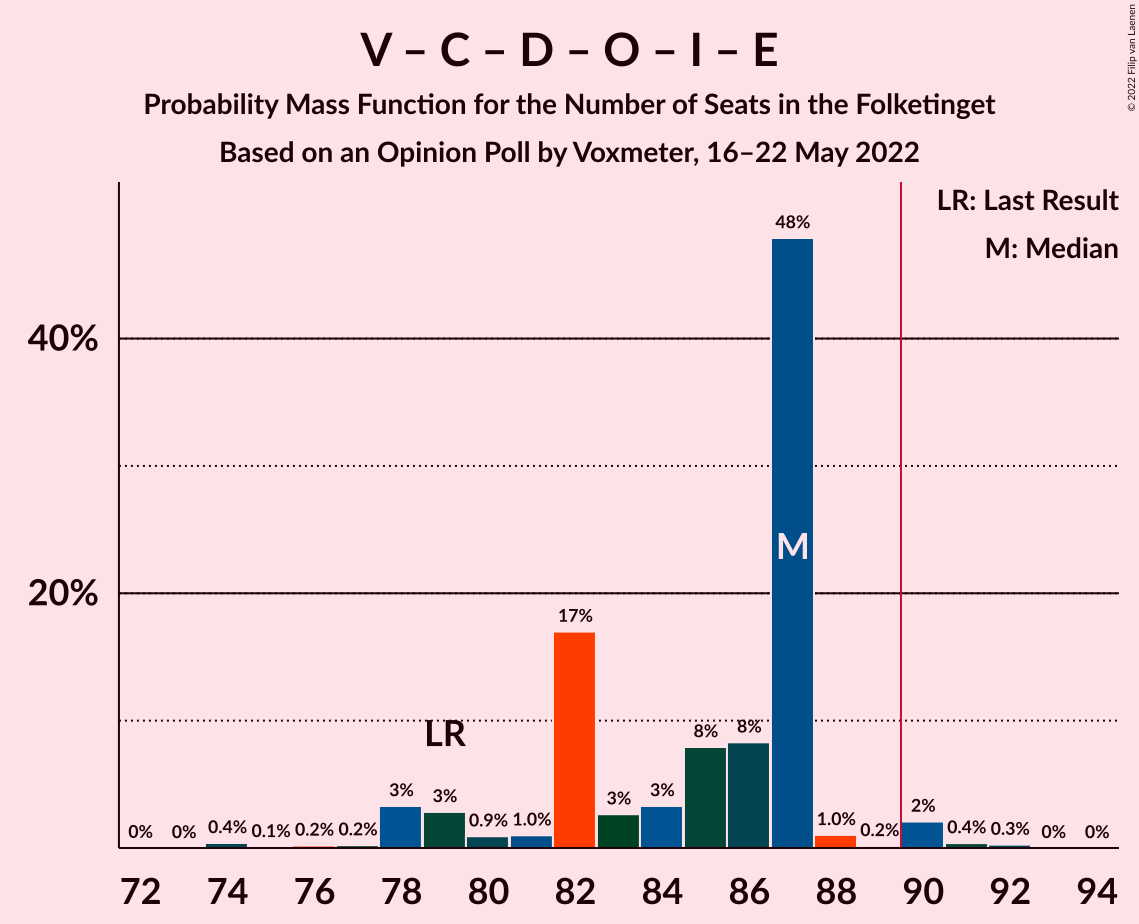 V – C – D – O – I – E
Probability Mass Function for the Number of Seats in the Folketinget
Based on an Opinion Poll by Voxmeter, 16–22 May 2022
© 2022 Filip van Laenen
LR: Last Result
M: Median
48%
40%
M
20%
17%
LR
8%
8%
3%
3%
3%
3%
2%
0%
0%
0.4%
0.1%
0.2%
0.2%
0.9%
1.0%
1.0%
0.2%
0.4%
0.3%
0%
0%
72 74 76 78 80 82 84 86 88 90 92 94